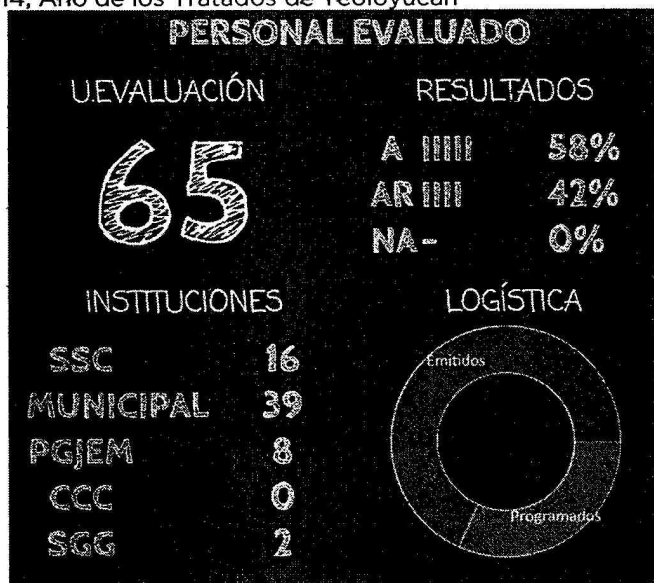 14, Año de los Tratados de Teoloyucan
PERSONAL EVALUADO
U.EVALUACIÓN
65
RESULTADOS
A IIIIII 58%
AR IIII 42%
NA- 0%
INSTITUCIONES
SSC 16
MUNICIPAL 39
PGJEM 8
CCC 0
SGG 2
LOGÍSTICA
Emitidos
Programados